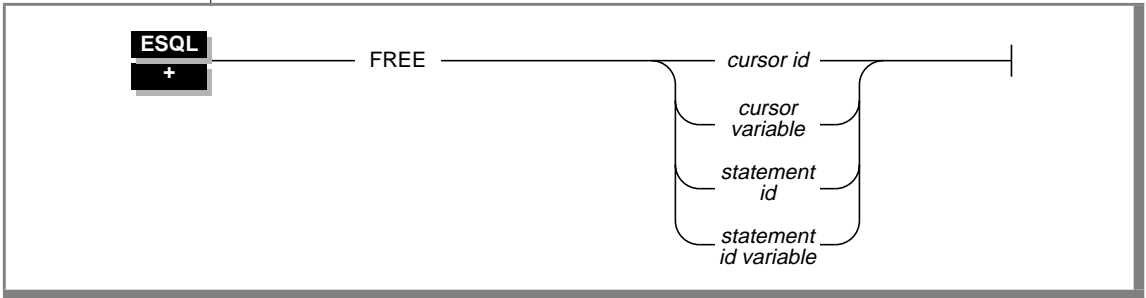 ESQL
+
FREE
cursor id
cursor
variable
statement
id
statement
id variable